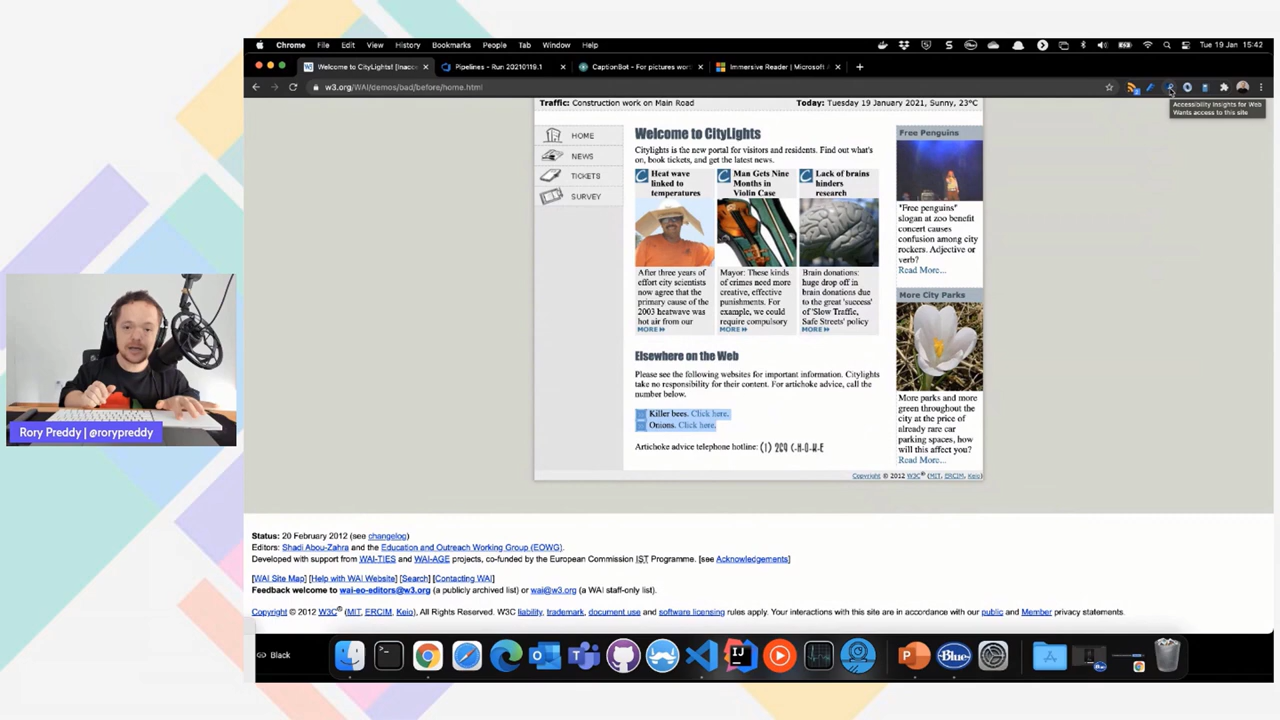 Chrome File Edit View History Bookmarks People Tab Window Help
Tue 19 Jan 15:42
Welcome to CityLights! [Inacce
Pipelines - Run 20210119.1
CaptionBot - For pictures wor
Immersive Reader | Microsoft A
w3.org/WAI/demos/bad/before/home.html
Accessibility Insights for Web
Wants access to this site
Traffic: Construction work on Main Road
Today: Tuesday 19 January 2021, Sunny, 23°C
HOME
NEWS
TICKETS
SURVEY
Welcome to CityLights
Citylights is the new portal for visitors and residents. Find out what's
on, book tickets, and get the latest news.
Heat wave
linked to
temperatures
After three years of
effort city scientists
now agree that the
primary cause of the
2003 heatwave was
hot air from our
MORE
Man Gets Nine
Months in
Violin Case
Mayor: These kinds
of crimes need more
creative, effective
punishments. For
example, we could
require compulsory
MORE
Lack of brains
hinders
research
Brain donations:
huge drop off in
brain donations due
to the great 'success'
of 'Slow Traffic,
Safe Streets' policy
MORE
Elsewhere on the Web
Please see the following websites for important information. Citylights
take no responsibility for their content. For artichoke advice, call the
number below.
Killer bees. Click here.
Onions. Click here.
Artichoke advice telephone hotline: (1) 269 C-H-O-K-E
Free Penguins
"Free penguins"
slogan at zoo benefit
concert causes
confusion among city
rockers. Adjective or
verb?
Read More...
More City Parks
More parks and more
green throughout the
city at the price of
already rare car
parking spaces, how
will this affect you?
Read More...
Copyright © 2012 W3C® (MIT, ERCIM, Keio)
Rory Preddy | @rorypreddy
Status: 20 February 2012 (see changelog)
Editors: Shadi Abou-Zahra and the Education and Outreach Working Group (EOWG).
Developed with support from WAI-TIES and WAI-AGE projects, co-funded by the European Commission IST Programme. [see Acknowledgements]
[WAI Site Map] [Help with WAI Website] [Search] [Contacting WAI]
Feedback welcome to wai-eo-editors@w3.org (a publicly archived list) or wai@w3.org (a WAI staff-only list).
Copyright © 2012 W3C® (MIT, ERCIM, Keio), All Rights Reserved. W3C liability, trademark, document use and software licensing rules apply. Your interactions with this site are in accordance with our public and Member privacy statements.
Black
Blue